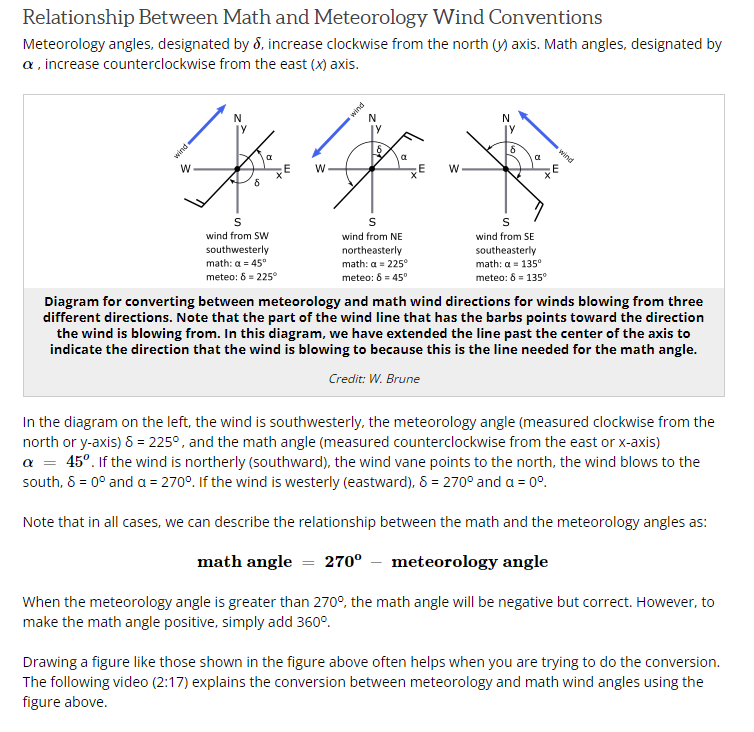 Relationship Between Math and Meteorology Wind Conventions
Meteorology angles, designated by δ, increase clockwise from the north (y) axis. Math angles, designated by
α , increase counterclockwise from the east (x) axis.
wind
N
y
α
W
E
x
δ
S
wind from SW
southwesterly
math: α = 45°
meteo: δ = 225°
wind
N
y
δ
α
W
E
x
S
wind from NE
northeasterly
math: α = 225°
meteo: δ = 45°
N
y
δ
α
wind
W
E
x
S
wind from SE
southeasterly
math: α = 135°
meteo: δ = 135°
Diagram for converting between meteorology and math wind directions for winds blowing from three
different directions. Note that the part of the wind line that has the barbs points toward the direction
the wind is blowing from. In this diagram, we have extended the line past the center of the axis to
indicate the direction that the wind is blowing to because this is the line needed for the math angle.
Credit: W. Brune
In the diagram on the left, the wind is southwesterly, the meteorology angle (measured clockwise from the
north or y-axis) δ = 225°, and the math angle (measured counterclockwise from the east or x-axis)
α = 45°. If the wind is northerly (southward), the wind vane points to the north, the wind blows to the
south, δ = 0° and α = 270°. If the wind is westerly (eastward), δ = 270° and α = 0°.
Note that in all cases, we can describe the relationship between the math and the meteorology angles as:
math angle = 270° − meteorology angle
When the meteorology angle is greater than 270°, the math angle will be negative but correct. However, to
make the math angle positive, simply add 360°.
Drawing a figure like those shown in the figure above often helps when you are trying to do the conversion.
The following video (2:17) explains the conversion between meteorology and math wind angles using the
figure above.